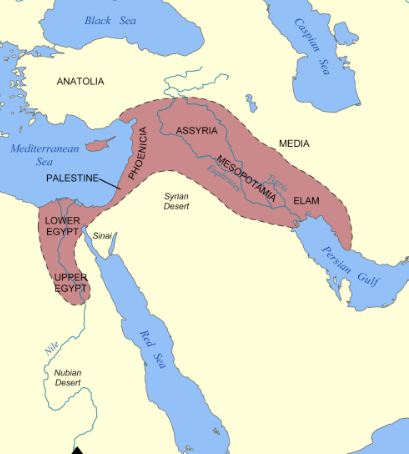 Black Sea
Caspian Sea
ANATOLIA
ASSYRIA
MEDIA
PHOENICIA
Mediterranean
Sea
MESOPOTAMIA
Tigris
Euphrates
PALESTINE
ELAM
Syrian
Desert
LOWER
EGYPT
Sinai
Persian Gulf
UPPER
EGYPT
Red Sea
Nile
Nubian
Desert